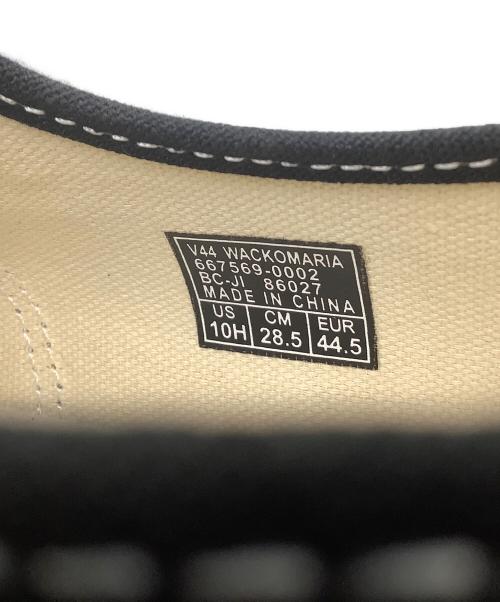 V44 WACKOMARIA
667569-0002
BC-JI 86027
MADE IN CHINA
US CM EUR
10H 28.5 44.5